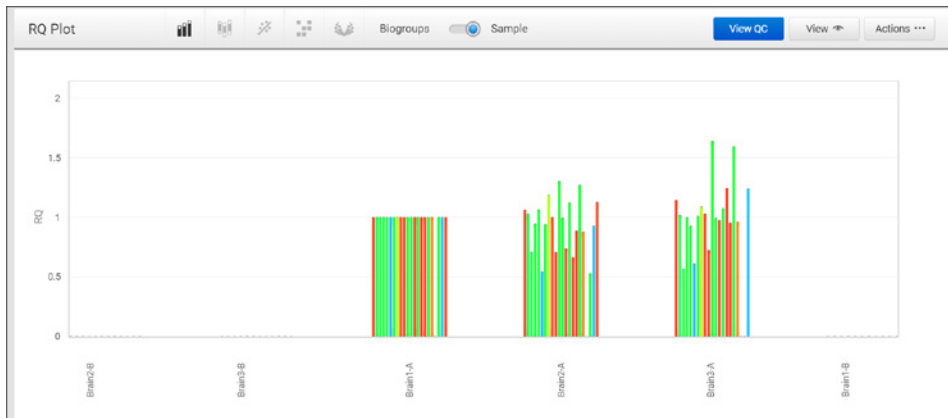 RQ Plot Biogroups Sample View QC View Actions ···
2
1.5
1
0.5
0
RQ
Brain2-B Brain3-B Brain1-A Brain2-A Brain3-A Brain1-B